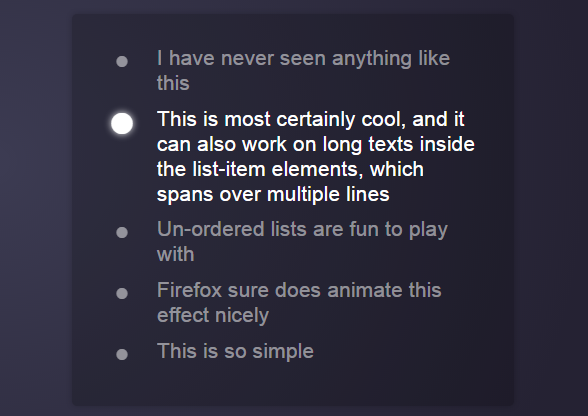 I have never seen anything like
this
This is most certainly cool, and it
can also work on long texts inside
the list-item elements, which
spans over multiple lines
Un-ordered lists are fun to play
with
Firefox sure does animate this
effect nicely
This is so simple